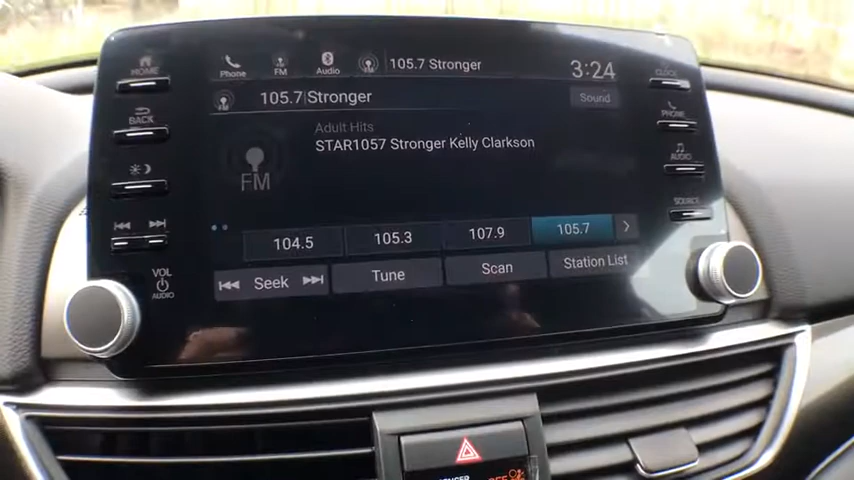 HOME
Phone FM Audio 105.7 Stronger 3:24
CLOCK
105.7 Stronger Sound
BACK
PHONE
Adult Hits
STAR1057 Stronger Kelly Clarkson
FM
AUDIO
SOURCE
104.5 105.3 107.9 105.7
Seek Tune Scan Station List
VOL
AUDIO
OFF